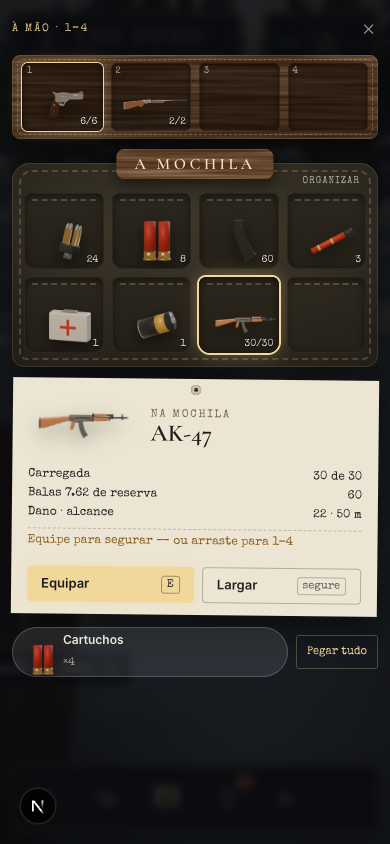 À MÃO · 1–4
1
6/6
2
2/2
3
4
A MOCHILA
ORGANIZAR
24
8
60
3
1
1
30/30
NA MOCHILA
AK-47
Carregada 30 de 30
Balas 7.62 de reserva 60
Dano · alcance 22 · 50 m
Equipe para segurar — ou arraste para 1–4
Equipar E
Largar segure
Cartuchos
×4
Pegar tudo
N